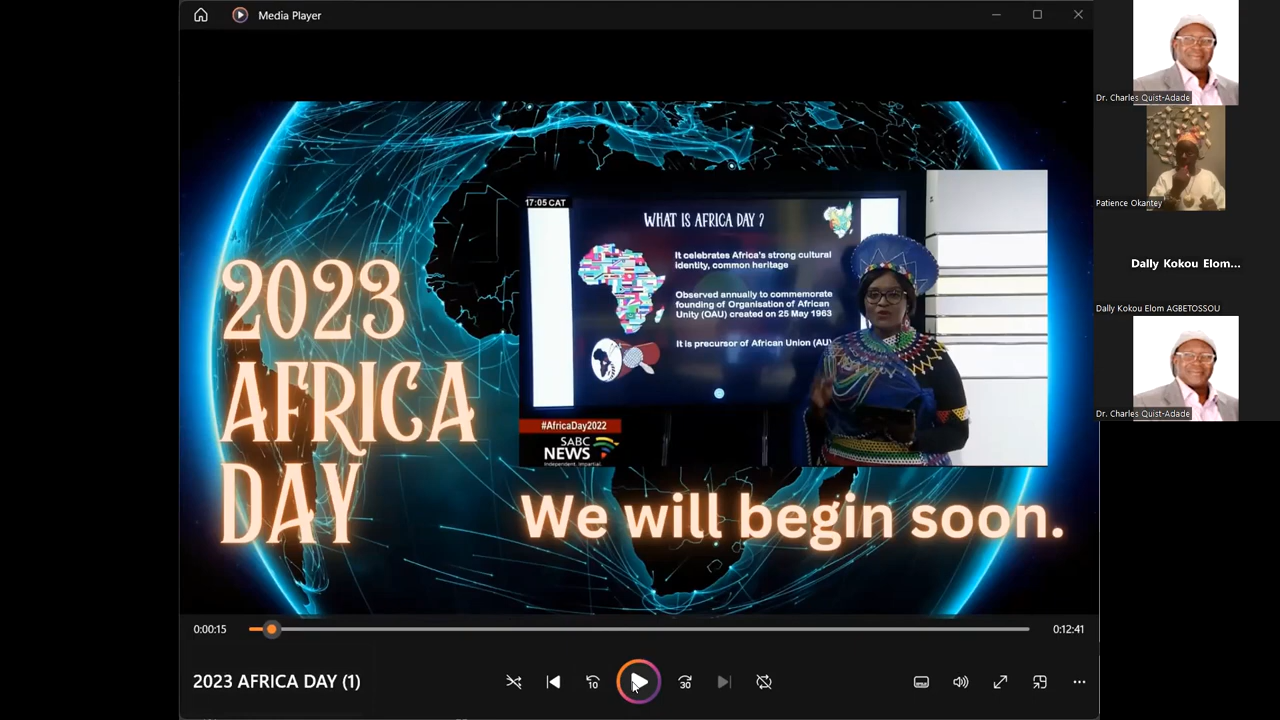 Media Player
2023
AFRICA
DAY
17:05 CAT
WHAT IS AFRICA DAY ?
It celebrates Africa's strong cultural
identity, common heritage
Observed annually to commemorate
founding of Organisation of African
Unity (OAU) created on 25 May 1963
It is precursor of African Union (AU)
#AfricaDay2022
SABC
NEWS
Independent. Impartial.
We will begin soon.
0:00:15
0:12:41
2023 AFRICA DAY (1)
10
30
Dr. Charles Quist-Adade
Patience Okantey
Dally Kokou Elom...
Dally Kokou Elom AGBETOSSOU
Dr. Charles Quist-Adade